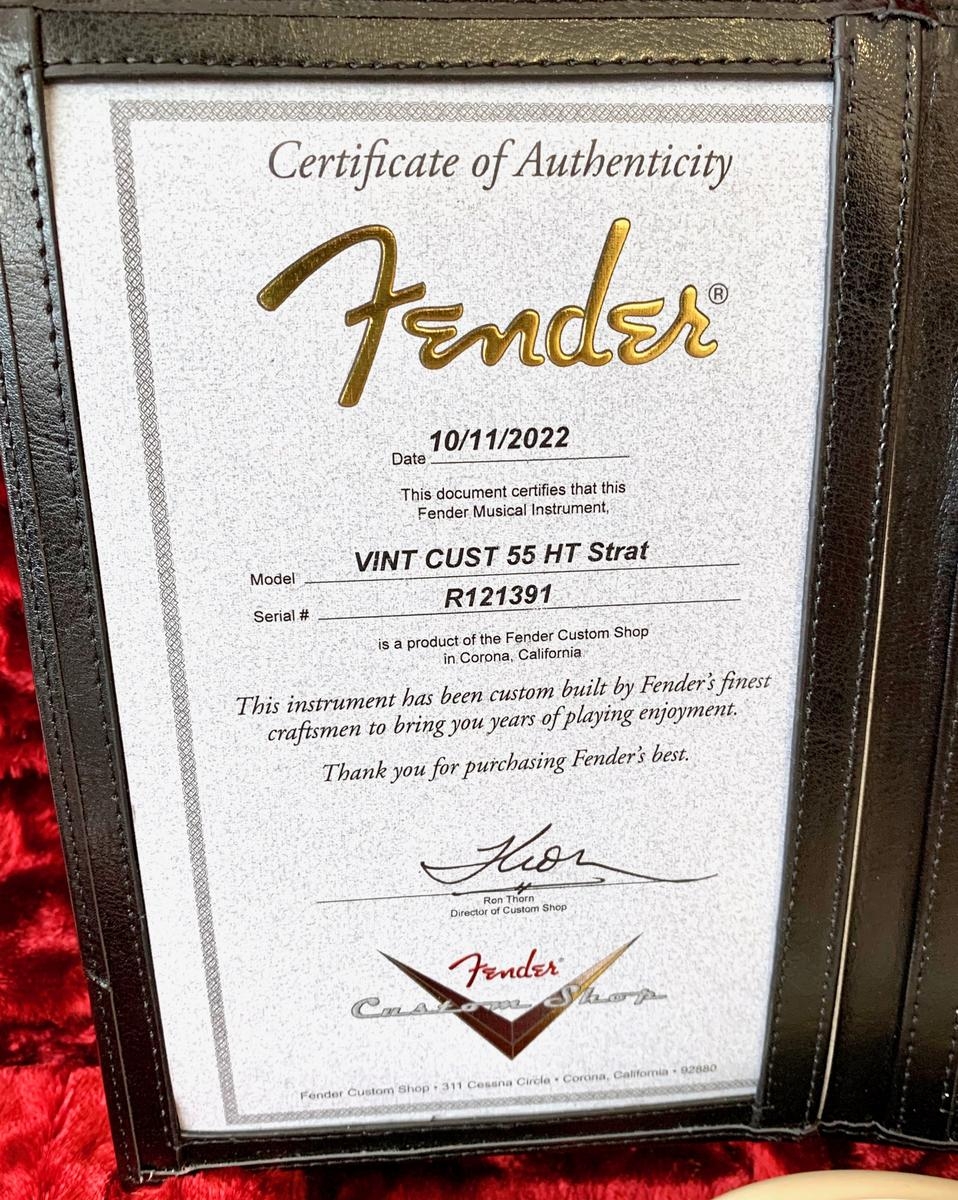 Certificate of Authenticity
Fender®
Date 10/11/2022
This document certifies that this
Fender Musical Instrument,
Model VINT CUST 55 HT Strat
Serial # R121391
is a product of the Fender Custom Shop
in Corona, California
This instrument has been custom built by Fender's finest
craftsmen to bring you years of playing enjoyment.
Thank you for purchasing Fender's best.
Ron Thorn
Director of Custom Shop
Fender
Custom Shop
Fender Custom Shop • 311 Cessna Circle • Corona, California • 92880